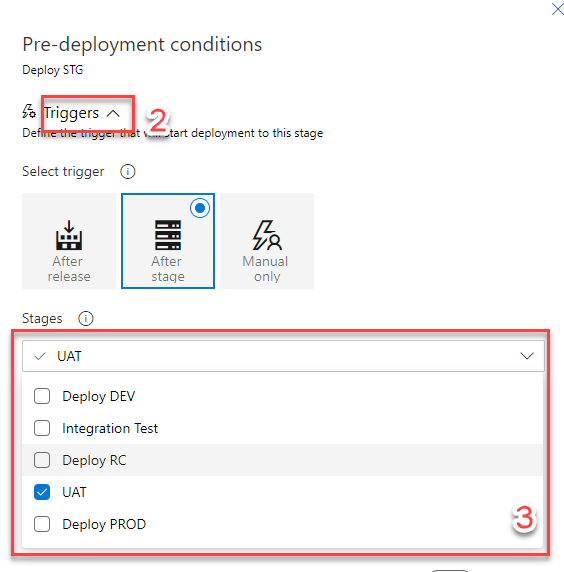 Pre-deployment conditions
Deploy STG
Triggers
2
Define the trigger that will start deployment to this stage
Select trigger
After release
After stage
Manual only
Stages
UAT
Deploy DEV
Integration Test
Deploy RC
UAT
Deploy PROD
3